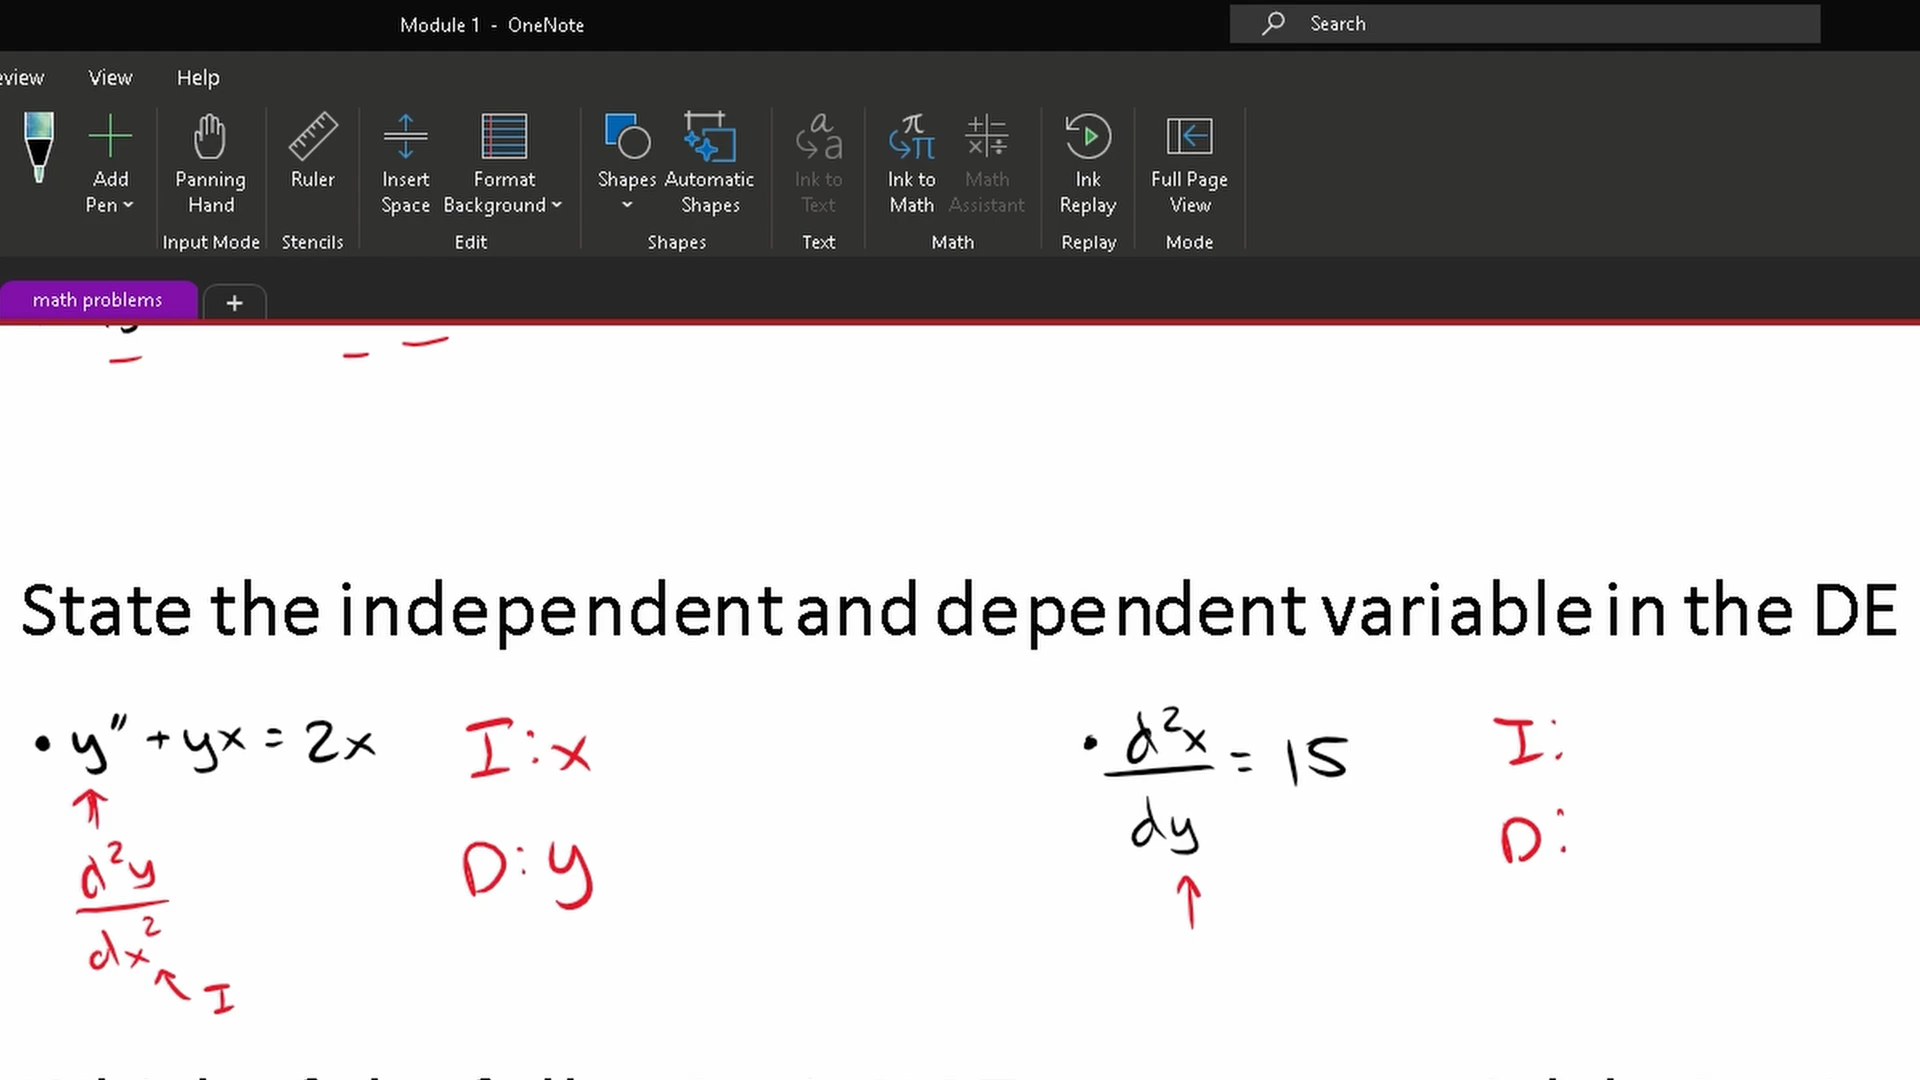 Module 1 - OneNote
Search
eview View Help
Add Pen
Panning Hand
Ruler
Insert Space
Format Background
Shapes
Automatic Shapes
Ink to Text
Ink to Math
Math Assistant
Ink Replay
Full Page View
Input Mode
Stencils
Edit
Shapes
Text
Math
Replay
Mode
math problems +
State the independent and dependent variable in the DE
• y″ + yx = 2x
I: x
D: y
d²y
dx²
I
• d²x
dy
= 15
I:
D: